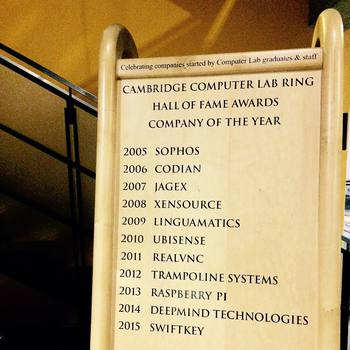 Celebrating companies started by Computer Lab graduates & staff
CAMBRIDGE COMPUTER LAB RING
HALL OF FAME AWARDS
COMPANY OF THE YEAR
2005 SOPHOS
2006 CODIAN
2007 JAGEX
2008 XENSOURCE
2009 LINGUAMATICS
2010 UBISENSE
2011 REALVNC
2012 TRAMPOLINE SYSTEMS
2013 RASPBERRY PI
2014 DEEPMIND TECHNOLOGIES
2015 SWIFTKEY